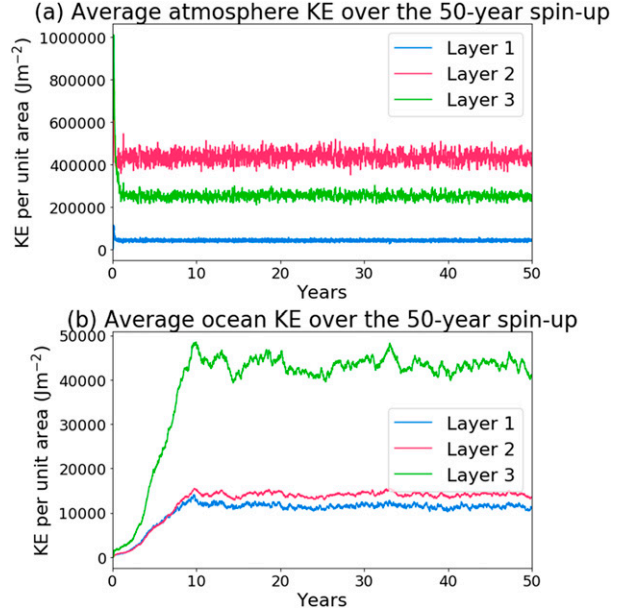 (a) Average atmosphere KE over the 50-year spin-up
KE per unit area (Jm⁻²)
1000000
800000
600000
400000
200000
0
Layer 1
Layer 2
Layer 3
0 10 20 30 40 50
Years
(b) Average ocean KE over the 50-year spin-up
KE per unit area (Jm⁻²)
50000
40000
30000
20000
10000
0
Layer 1
Layer 2
Layer 3
0 10 20 30 40 50
Years